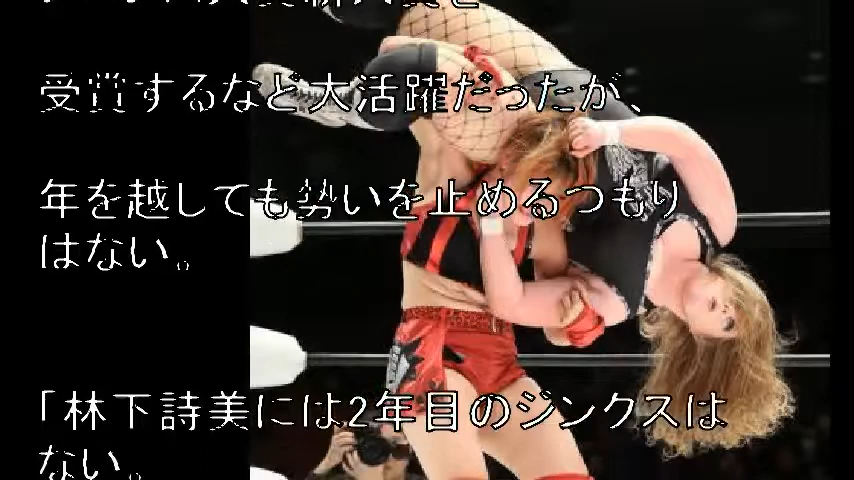 受賞するなど大活躍だったが、
年を越しても勢いを止めるつもり
はない。
「林下詩美には2年目のジンクスは
ない。